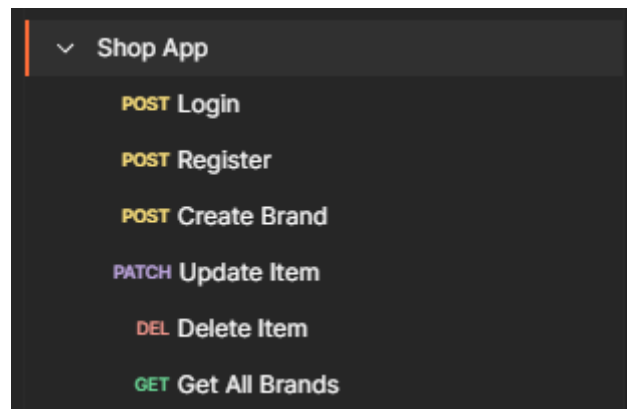 Shop App
POST Login
POST Register
POST Create Brand
PATCH Update Item
DEL Delete Item
GET Get All Brands